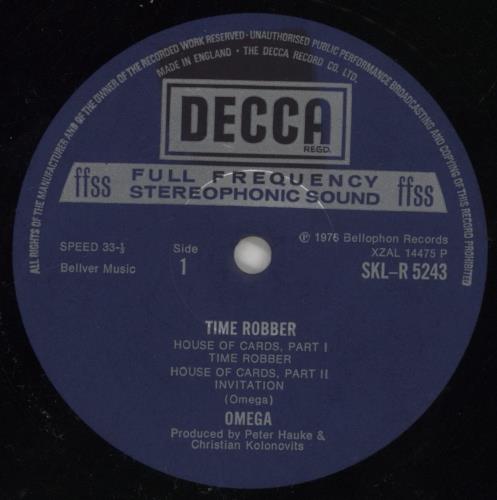 ALL RIGHTS OF THE MANUFACTURER AND OF THE OWNER OF THE RECORDED WORK RESERVED · UNAUTHORISED PUBLIC PERFORMANCE BROADCASTING AND COPYING OF THIS RECORD PROHIBITED
MADE IN ENGLAND · THE DECCA RECORD CO. LTD.
DECCA
REGD.
ffss FULL FREQUENCY ffss
STEREOPHONIC SOUND
SPEED 33-⅓ Side ℗ 1976 Bellophon Records
XZAL 14475 P
Bellver Music 1 SKL-R 5243
TIME ROBBER
HOUSE OF CARDS, PART I
TIME ROBBER
HOUSE OF CARDS, PART II
INVITATION
(Omega)
OMEGA
Produced by Peter Hauke &
Christian Kolonovits